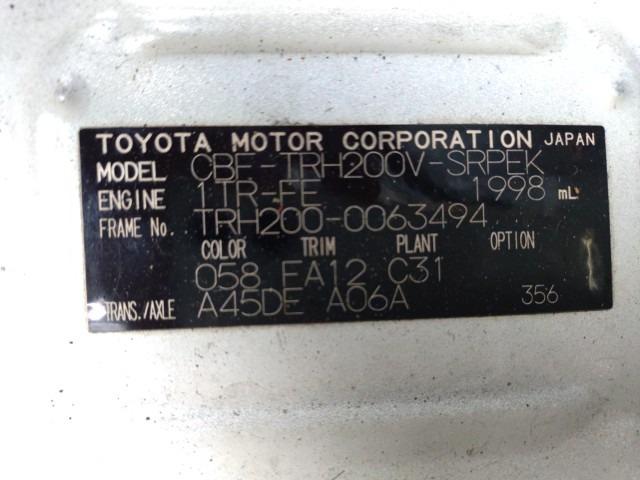 TOYOTA MOTOR CORPORATION JAPAN
MODEL CBF-TRH200V-SRPEK
ENGINE 1TR-FE 1998 mL
FRAME No. TRH200-0063494
COLOR TRIM PLANT OPTION
058 FA12 C31
TRANS./AXLE A45DE A06A 356